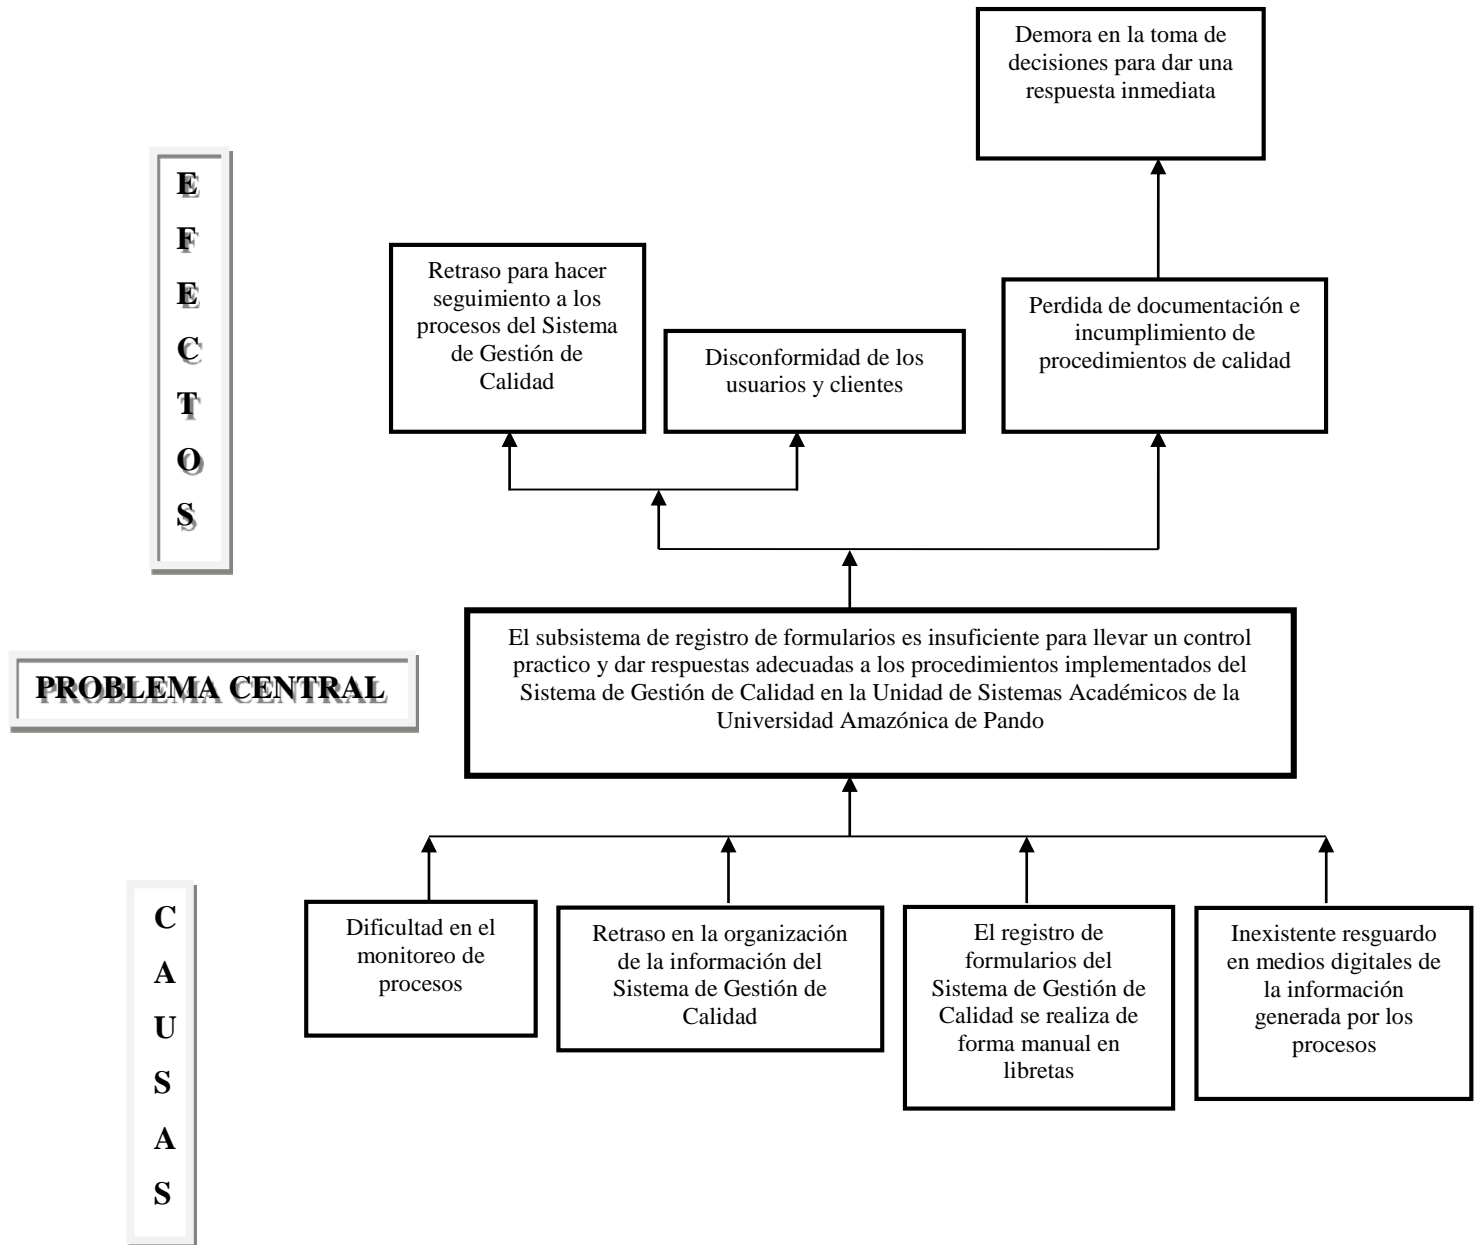 Demora en la toma de
decisiones para dar una
respuesta inmediata
E
F
E
C
T
O
S
Retraso para hacer
seguimiento a los
procesos del Sistema
de Gestión de
Calidad
Disconformidad de los
usuarios y clientes
Perdida de documentación e
incumplimiento de
procedimientos de calidad
PROBLEMA CENTRAL
El subsistema de registro de formularios es insuficiente para llevar un control
practico y dar respuestas adecuadas a los procedimientos implementados del
Sistema de Gestión de Calidad en la Unidad de Sistemas Académicos de la
Universidad Amazónica de Pando
C
A
U
S
A
S
Dificultad en el
monitoreo de
procesos
Retraso en la organización
de la información del
Sistema de Gestión de
Calidad
El registro de
formularios del
Sistema de Gestión de
Calidad se realiza de
forma manual en
libretas
Inexistente resguardo
en medios digitales de
la información
generada por los
procesos